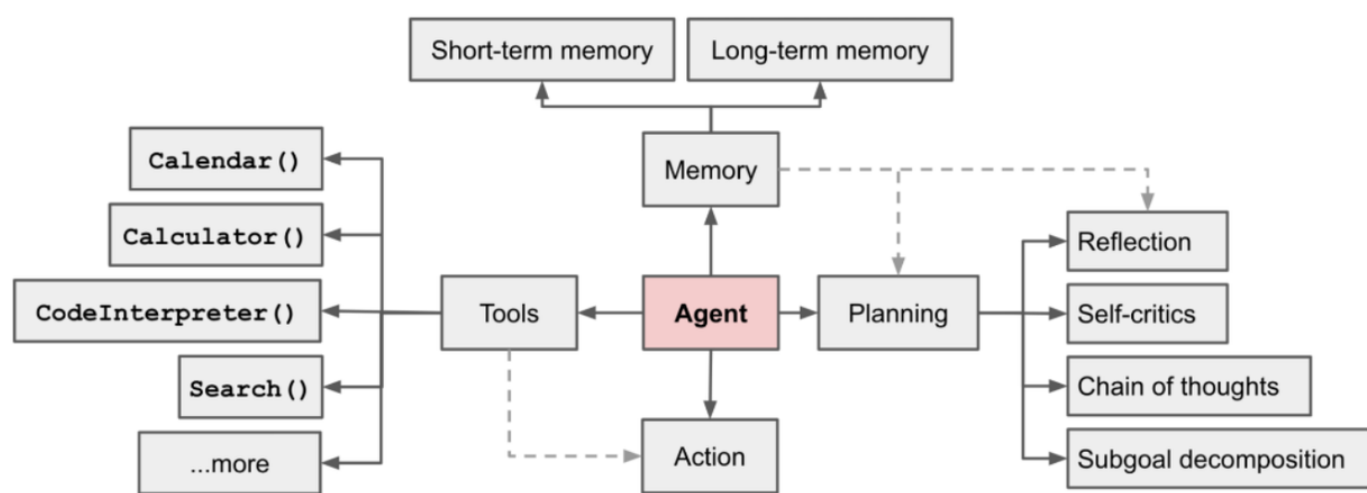 Short-term memory
Long-term memory
Calendar()
Memory
Calculator()
Reflection
CodeInterpreter()
Tools
Agent
Planning
Self-critics
Search()
Chain of thoughts
...more
Action
Subgoal decomposition